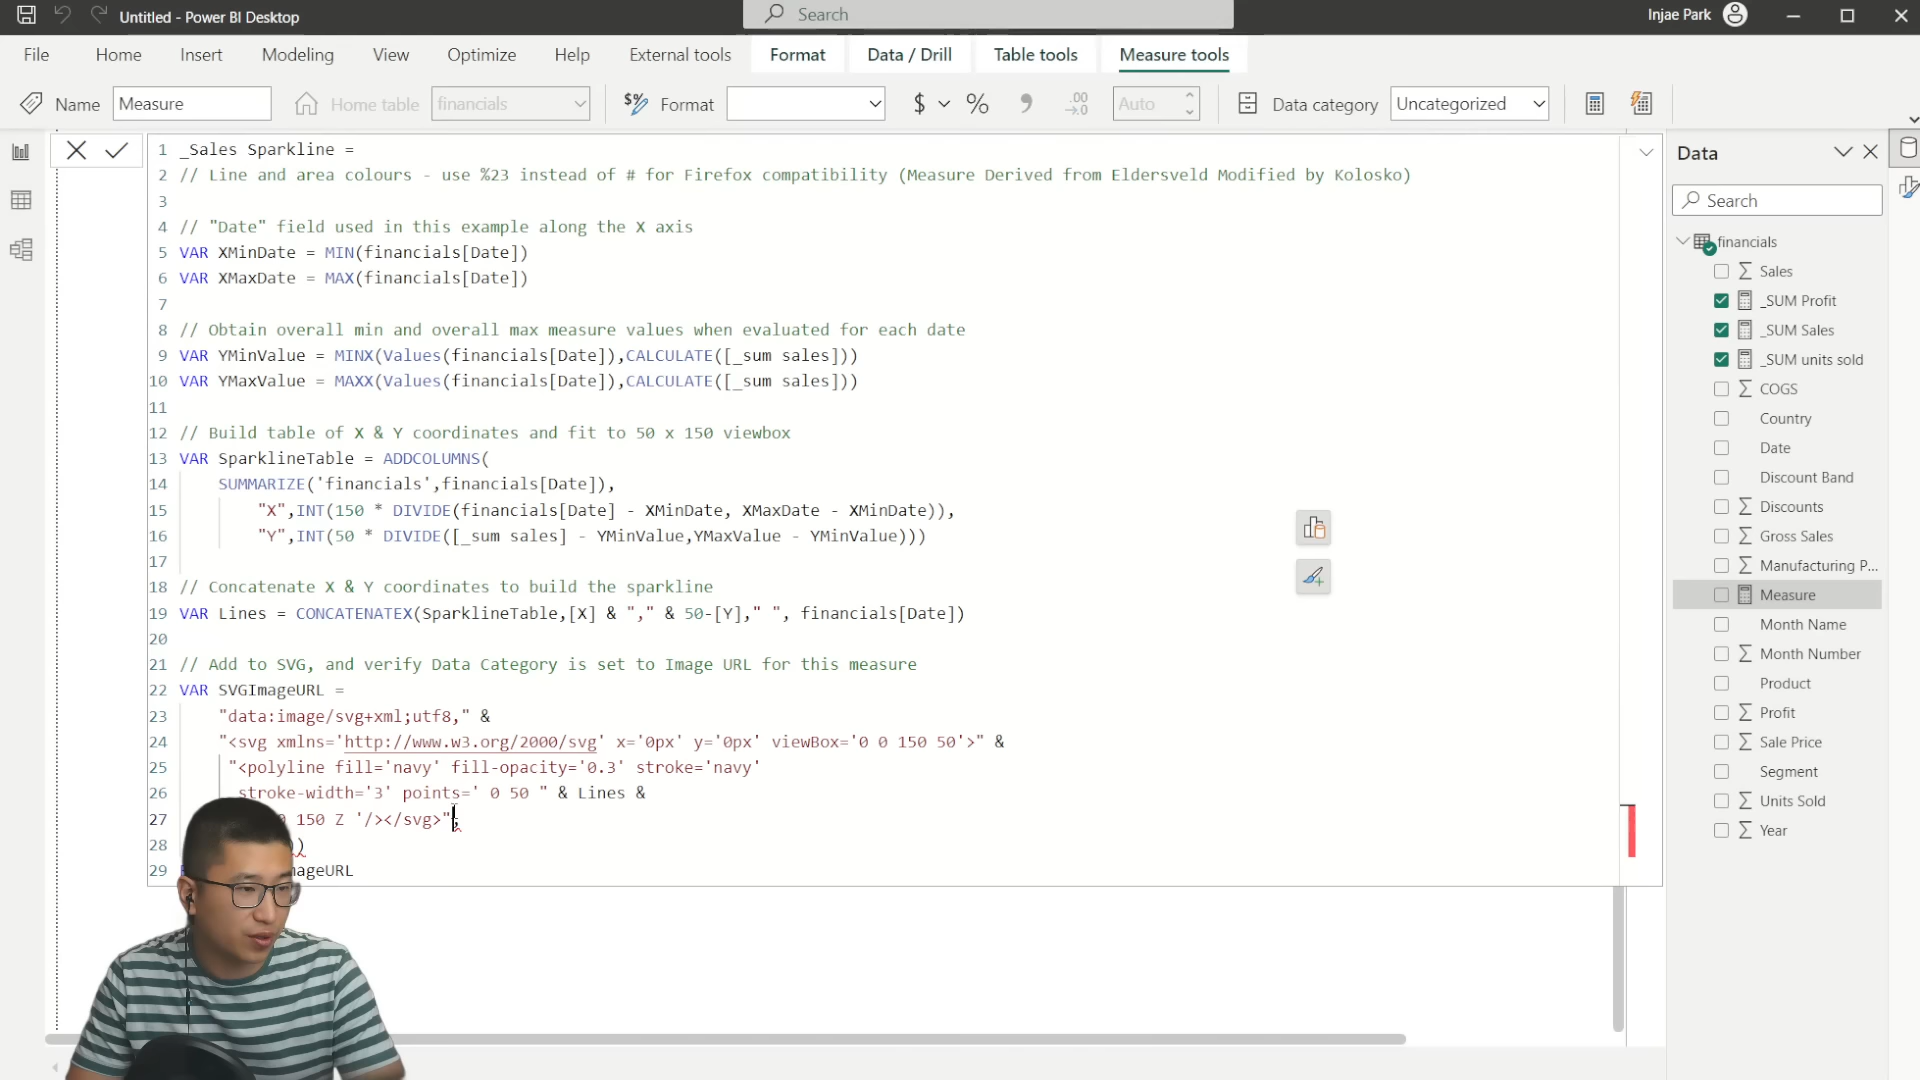 Untitled - Power BI Desktop
Search
Injae Park
File
Home
Insert
Modeling
View
Optimize
Help
External tools
Format
Data / Drill
Table tools
Measure tools
Name
Measure
Home table
financials
Format
$
%
.00
→.0
Auto
Data category
Uncategorized
1 _Sales Sparkline =
2 // Line and area colours - use %23 instead of # for Firefox compatibility (Measure Derived from Eldersveld Modified by Kolosko)
3
4 // "Date" field used in this example along the X axis
5 VAR XMinDate = MIN(financials[Date])
6 VAR XMaxDate = MAX(financials[Date])
7
8 // Obtain overall min and overall max measure values when evaluated for each date
9 VAR YMinValue = MINX(Values(financials[Date]),CALCULATE([_sum sales]))
10 VAR YMaxValue = MAXX(Values(financials[Date]),CALCULATE([_sum sales]))
11
12 // Build table of X & Y coordinates and fit to 50 x 150 viewbox
13 VAR SparklineTable = ADDCOLUMNS(
14 SUMMARIZE('financials',financials[Date]),
15 "X",INT(150 * DIVIDE(financials[Date] - XMinDate, XMaxDate - XMinDate)),
16 "Y",INT(50 * DIVIDE([_sum sales] - YMinValue,YMaxValue - YMinValue)))
17
18 // Concatenate X & Y coordinates to build the sparkline
19 VAR Lines = CONCATENATEX(SparklineTable,[X] & "," & 50-[Y]," ", financials[Date])
20
21 // Add to SVG, and verify Data Category is set to Image URL for this measure
22 VAR SVGImageURL =
23 "data:image/svg+xml;utf8," &
24 "<svg xmlns='http://www.w3.org/2000/svg' x='0px' y='0px' viewBox='0 0 150 50'>" &
25 "<polyline fill='navy' fill-opacity='0.3' stroke='navy'
26 stroke-width='3' points=' 0 50 " & Lines &
27 150 Z '/></svg>",
28 ))
29 ageURL
Data
Search
financials
Sales
_SUM Profit
_SUM Sales
_SUM units sold
COGS
Country
Date
Discount Band
Discounts
Gross Sales
Manufacturing P...
Measure
Month Name
Month Number
Product
Profit
Sale Price
Segment
Units Sold
Year